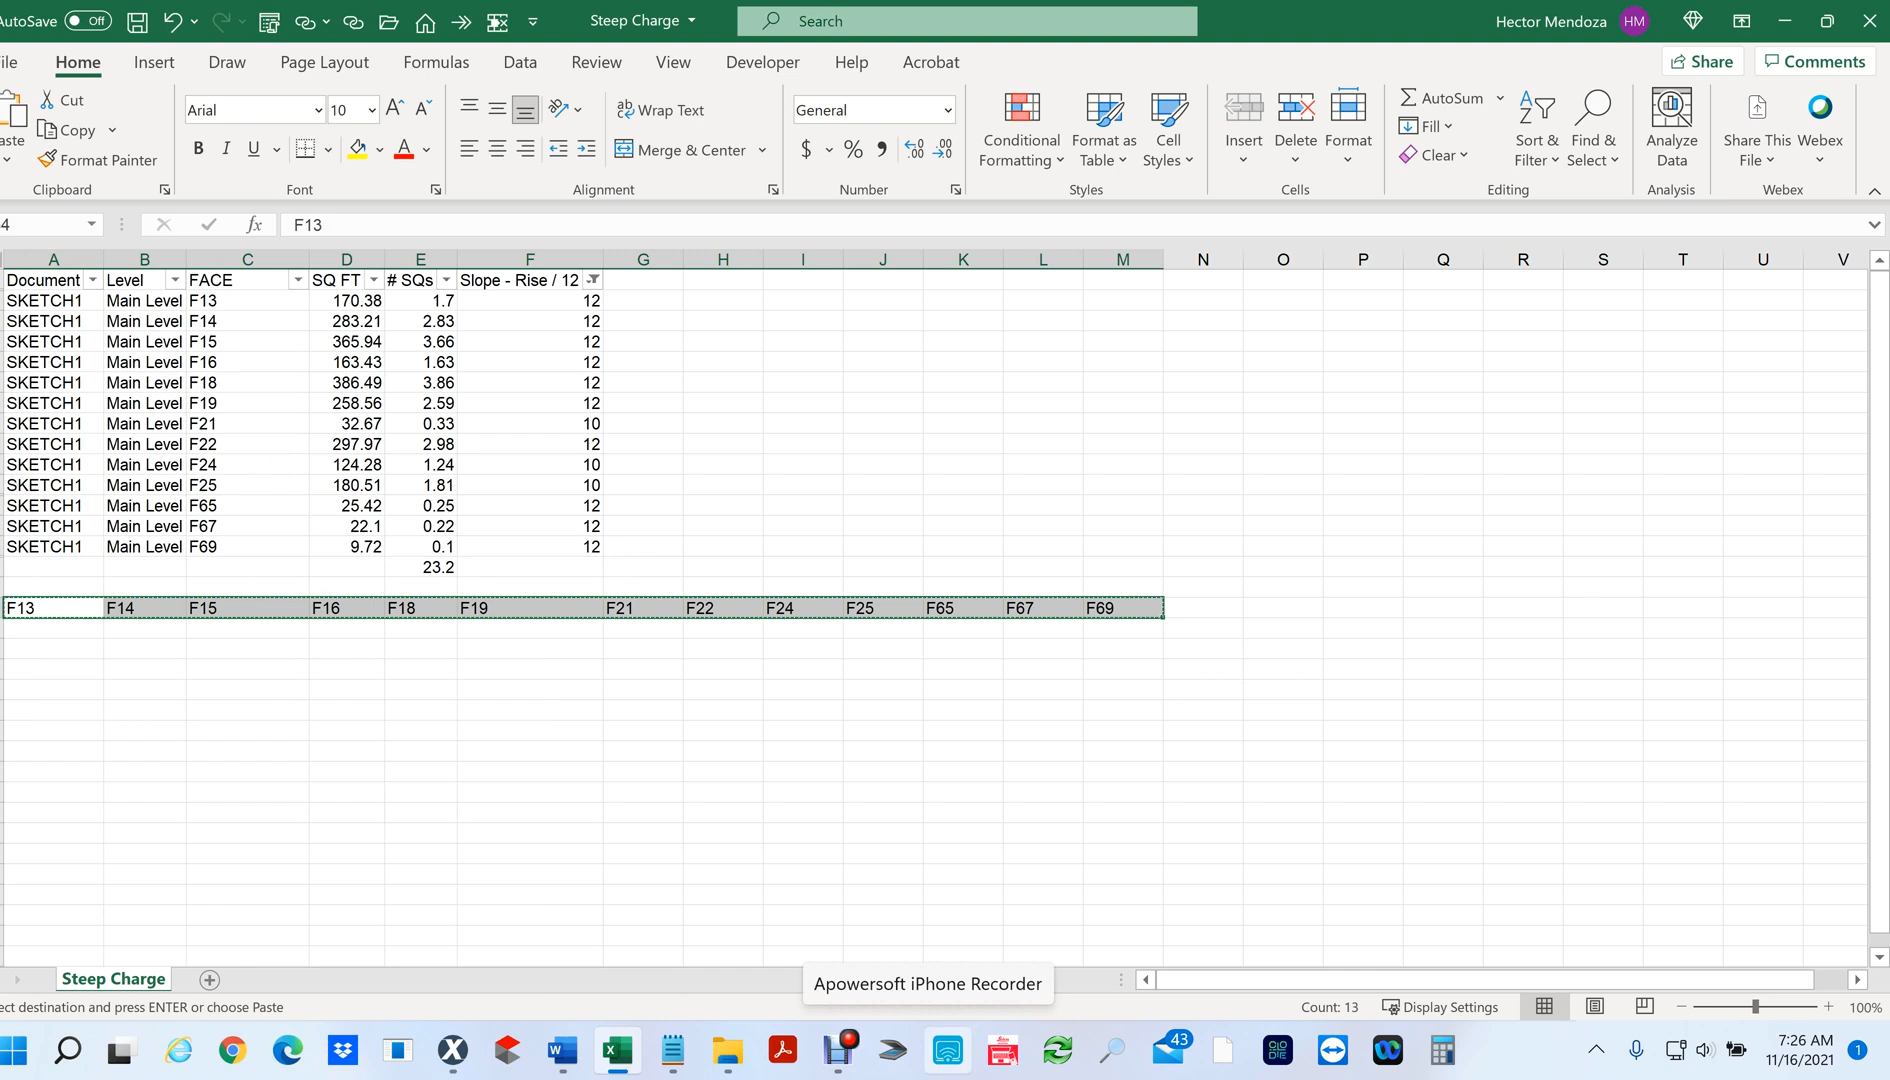 AutoSave Off Steep Charge Search Hector Mendoza HM
ile Home Insert Draw Page Layout Formulas Data Review View Developer Help Acrobat Share Comments
Cut
Copy
Format Painter
aste
Clipboard
Arial 10
B I U
Font
ab Wrap Text
Merge & Center
Alignment
General
$ % 9 .00 .00
Number
Conditional Formatting
Format as Table
Cell Styles
Styles
Insert Delete Format
Cells
AutoSum
Fill
Clear
Sort & Filter
Find & Select
Editing
Analyze Data
Analysis
Share This File
Webex
Webex
4 fx F13
A B C D E F G H I J K L M N O P Q R S T U V
Document Level FACE SQ FT # SQs Slope - Rise / 12
SKETCH1 Main Level F13 170.38 1.7 12
SKETCH1 Main Level F14 283.21 2.83 12
SKETCH1 Main Level F15 365.94 3.66 12
SKETCH1 Main Level F16 163.43 1.63 12
SKETCH1 Main Level F18 386.49 3.86 12
SKETCH1 Main Level F19 258.56 2.59 12
SKETCH1 Main Level F21 32.67 0.33 10
SKETCH1 Main Level F22 297.97 2.98 12
SKETCH1 Main Level F24 124.28 1.24 10
SKETCH1 Main Level F25 180.51 1.81 10
SKETCH1 Main Level F65 25.42 0.25 12
SKETCH1 Main Level F67 22.1 0.22 12
SKETCH1 Main Level F69 9.72 0.1 12
23.2
F13 F14 F15 F16 F18 F19 F21 F22 F24 F25 F65 F67 F69
Steep Charge
Apowersoft iPhone Recorder
ect destination and press ENTER or choose Paste Count: 13 Display Settings 100%
43
7:26 AM
11/16/2021
1